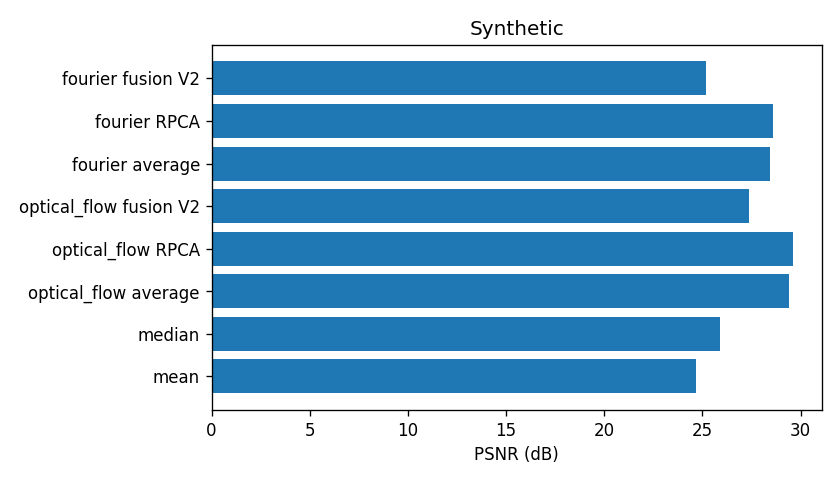 Synthetic
fourier fusion V2
fourier RPCA
fourier average
optical_flow fusion V2
optical_flow RPCA
optical_flow average
median
mean
0 5 10 15 20 25 30
PSNR (dB)